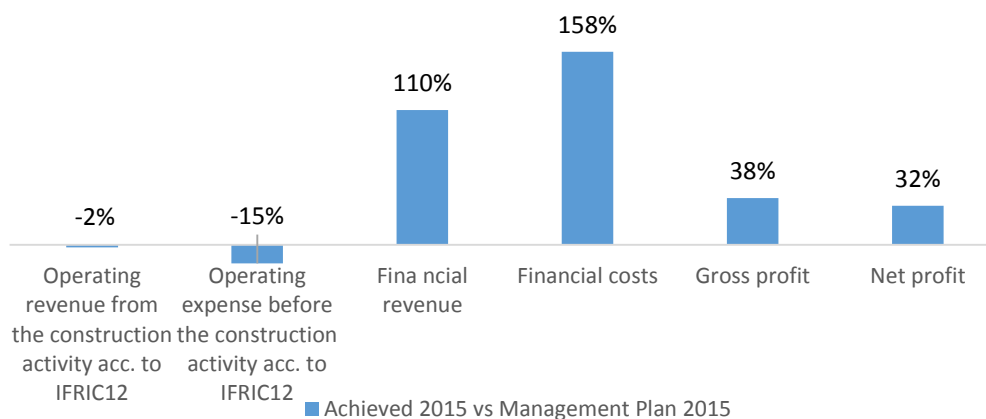 158%
110%
38%
32%
-2%
-15%
Operating
revenue from
the construction
activity acc. to
IFRIC12
Operating
expense before
the construction
activity acc. to
IFRIC12
Fina ncial
revenue
Financial costs
Gross profit
Net profit
Achieved 2015 vs Management Plan 2015